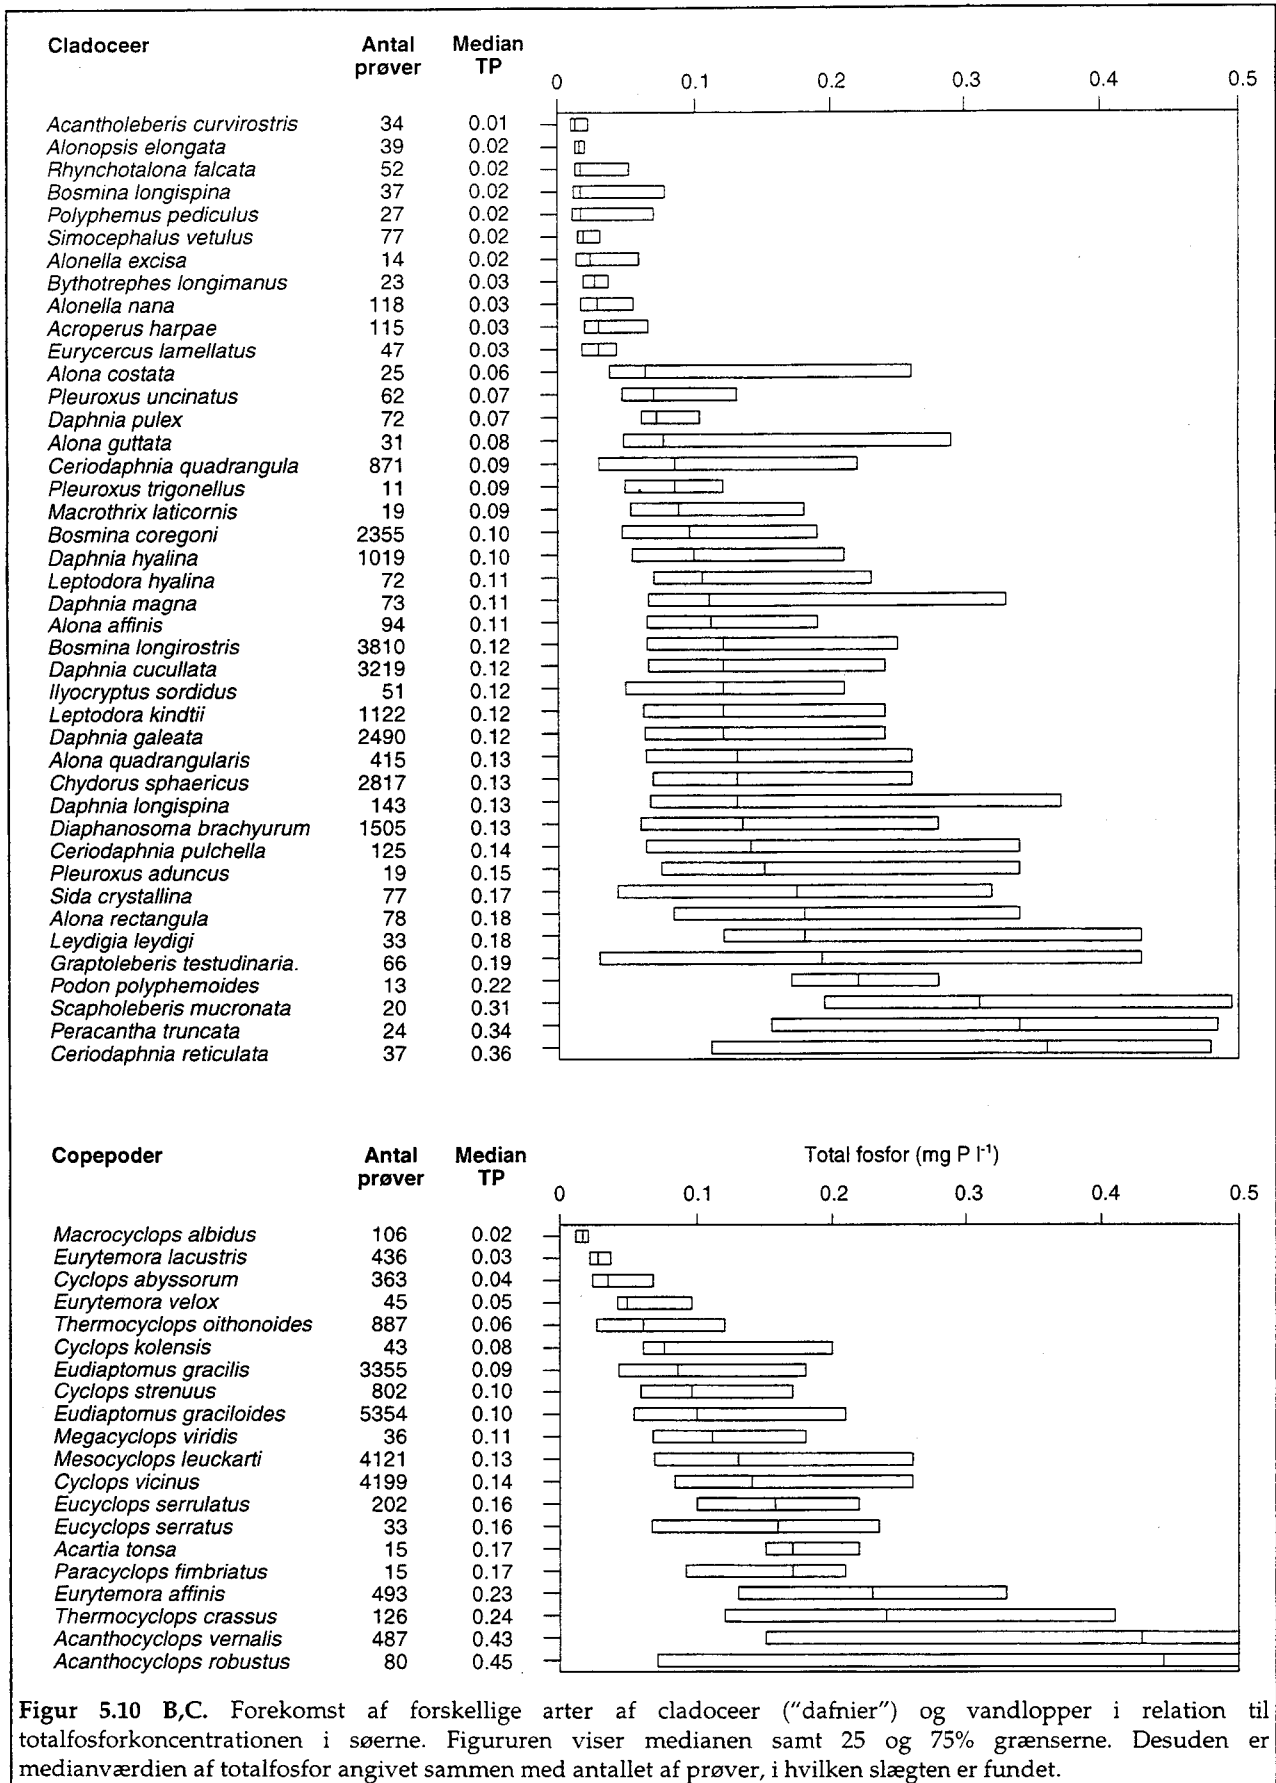 Cladoceer Antal prøver Median TP
0 0.1 0.2 0.3 0.4 0.5
Acantholeberis curvirostris 34 0.01
Alonopsis elongata 39 0.02
Rhynchotalona falcata 52 0.02
Bosmina longispina 37 0.02
Polyphemus pediculus 27 0.02
Simocephalus vetulus 77 0.02
Alonella excisa 14 0.02
Bythotrephes longimanus 23 0.03
Alonella nana 118 0.03
Acroperus harpae 115 0.03
Eurycercus lamellatus 47 0.03
Alona costata 25 0.06
Pleuroxus uncinatus 62 0.07
Daphnia pulex 72 0.07
Alona guttata 31 0.08
Ceriodaphnia quadrangula 871 0.09
Pleuroxus trigonellus 11 0.09
Macrothrix laticornis 19 0.09
Bosmina coregoni 2355 0.10
Daphnia hyalina 1019 0.10
Leptodora hyalina 72 0.11
Daphnia magna 73 0.11
Alona affinis 94 0.11
Bosmina longirostris 3810 0.12
Daphnia cucullata 3219 0.12
Ilyocryptus sordidus 51 0.12
Leptodora kindtii 1122 0.12
Daphnia galeata 2490 0.12
Alona quadrangularis 415 0.13
Chydorus sphaericus 2817 0.13
Daphnia longispina 143 0.13
Diaphanosoma brachyurum 1505 0.13
Ceriodaphnia pulchella 125 0.14
Pleuroxus aduncus 19 0.15
Sida crystallina 77 0.17
Alona rectangula 78 0.18
Leydigia leydigi 33 0.18
Graptoleberis testudinaria. 66 0.19
Podon polyphemoides 13 0.22
Scapholeberis mucronata 20 0.31
Peracantha truncata 24 0.34
Ceriodaphnia reticulata 37 0.36
Copepoder Antal prøver Median TP
Total fosfor (mg P l⁻¹)
0 0.1 0.2 0.3 0.4 0.5
Macrocyclops albidus 106 0.02
Eurytemora lacustris 436 0.03
Cyclops abyssorum 363 0.04
Eurytemora velox 45 0.05
Thermocyclops oithonoides 887 0.06
Cyclops kolensis 43 0.08
Eudiaptomus gracilis 3355 0.09
Cyclops strenuus 802 0.10
Eudiaptomus graciloides 5354 0.10
Megacyclops viridis 36 0.11
Mesocyclops leuckarti 4121 0.13
Cyclops vicinus 4199 0.14
Eucyclops serrulatus 202 0.16
Eucyclops serratus 33 0.16
Acartia tonsa 15 0.17
Paracyclops fimbriatus 15 0.17
Eurytemora affinis 493 0.23
Thermocyclops crassus 126 0.24
Acanthocyclops vernalis 487 0.43
Acanthocyclops robustus 80 0.45
Figur 5.10 B,C. Forekomst af forskellige arter af cladoceer ("dafnier") og vandlopper i relation til
totalfosforkoncentrationen i søerne. Figururen viser medianen samt 25 og 75% grænserne. Desuden er
medianværdien af totalfosfor angivet sammen med antallet af prøver, i hvilken slægten er fundet.